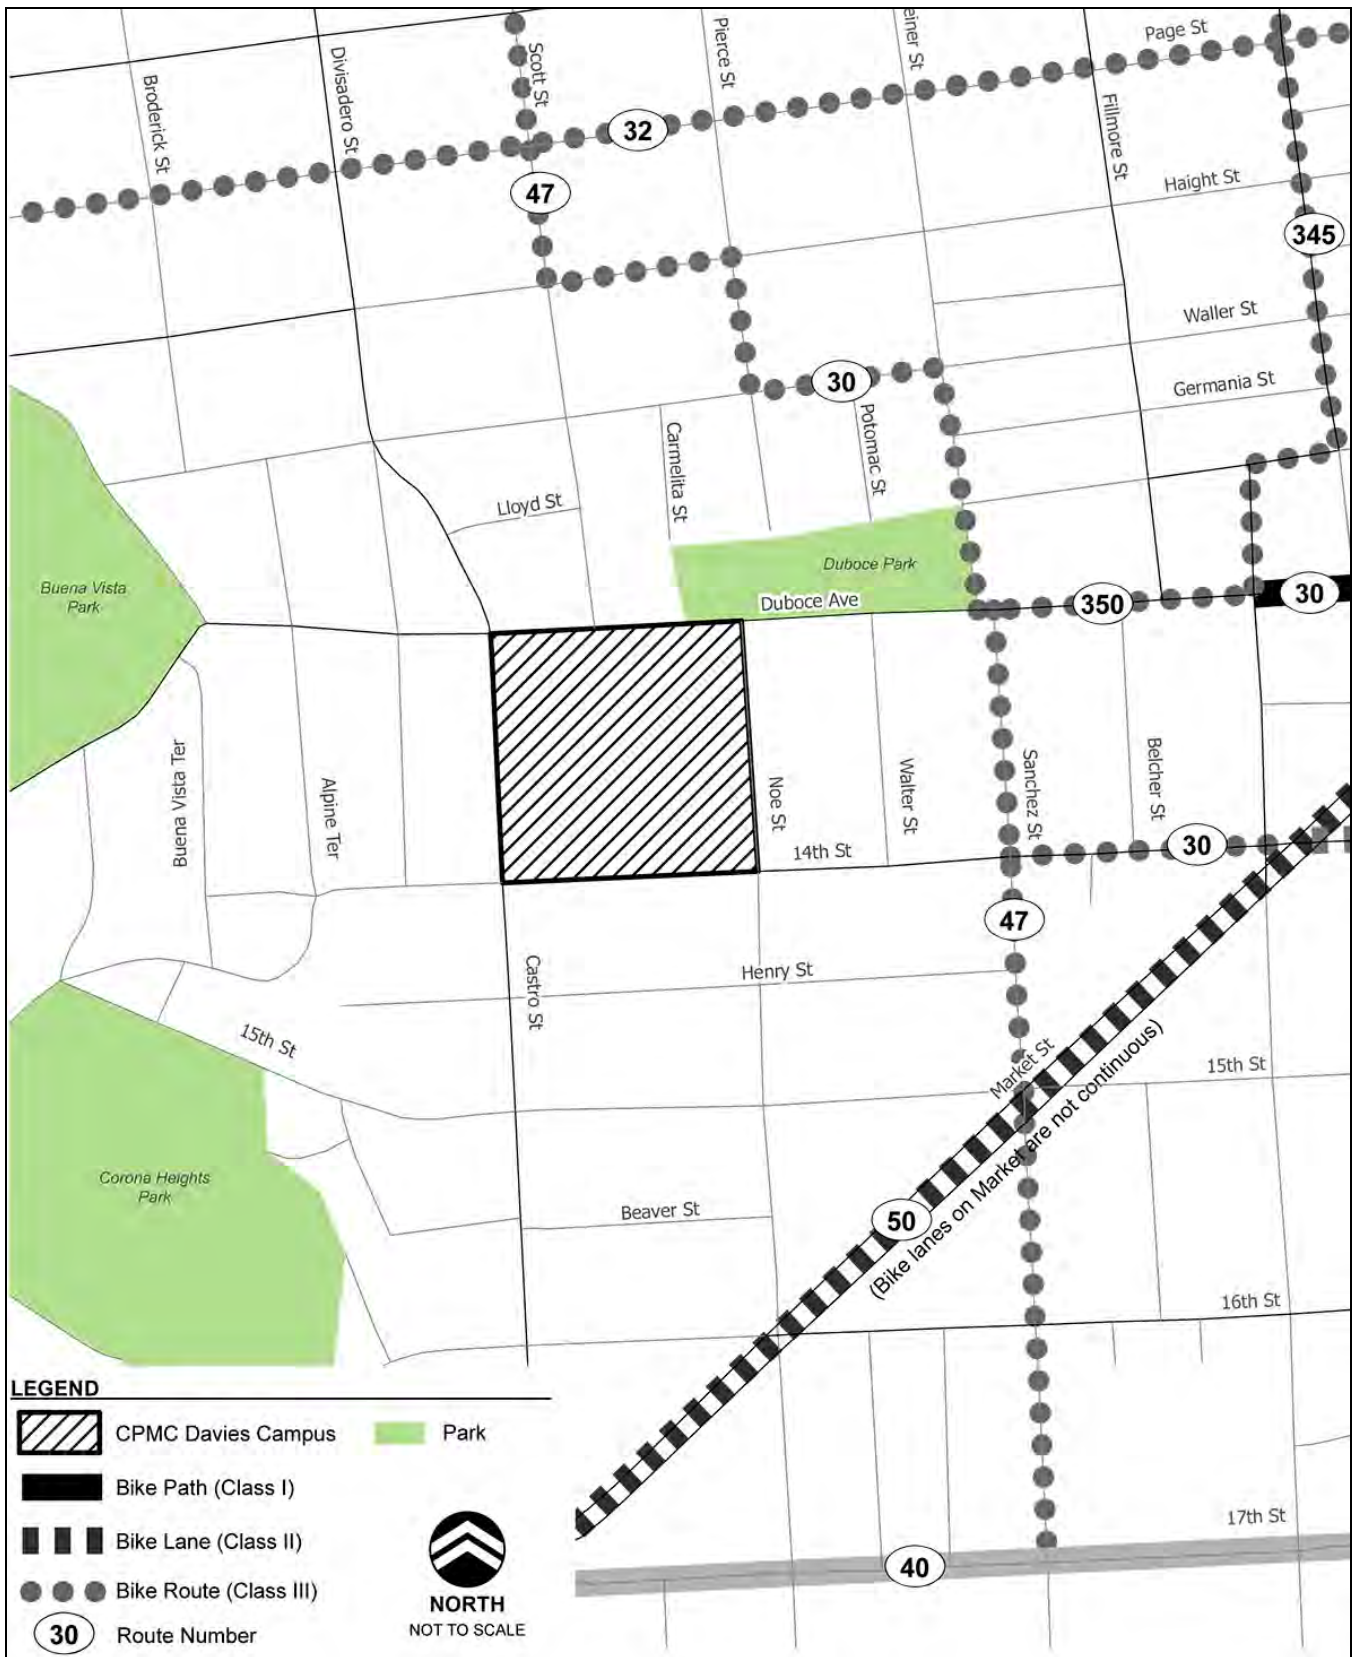 Page St
Pierce St
einer St
Scott St
Divisadero St
Broderick St
Fillmore St
32
47
Haight St
345
Waller St
30
Germania St
Potomac St
Carmelita St
Lloyd St
Duboce Park
Buena Vista
Park
Duboce Ave
350
30
Buena Vista Ter
Alpine Ter
Noe St
Walter St
Sanchez St
Belcher St
14th St
30
47
Castro St
Henry St
15th St
Market St
15th St
(Bike lanes on Market are not continuous)
Corona Heights
Park
Beaver St
50
16th St
17th St
40
LEGEND
CPMC Davies Campus
Park
Bike Path (Class I)
Bike Lane (Class II)
Bike Route (Class III)
30
Route Number
NORTH
NOT TO SCALE